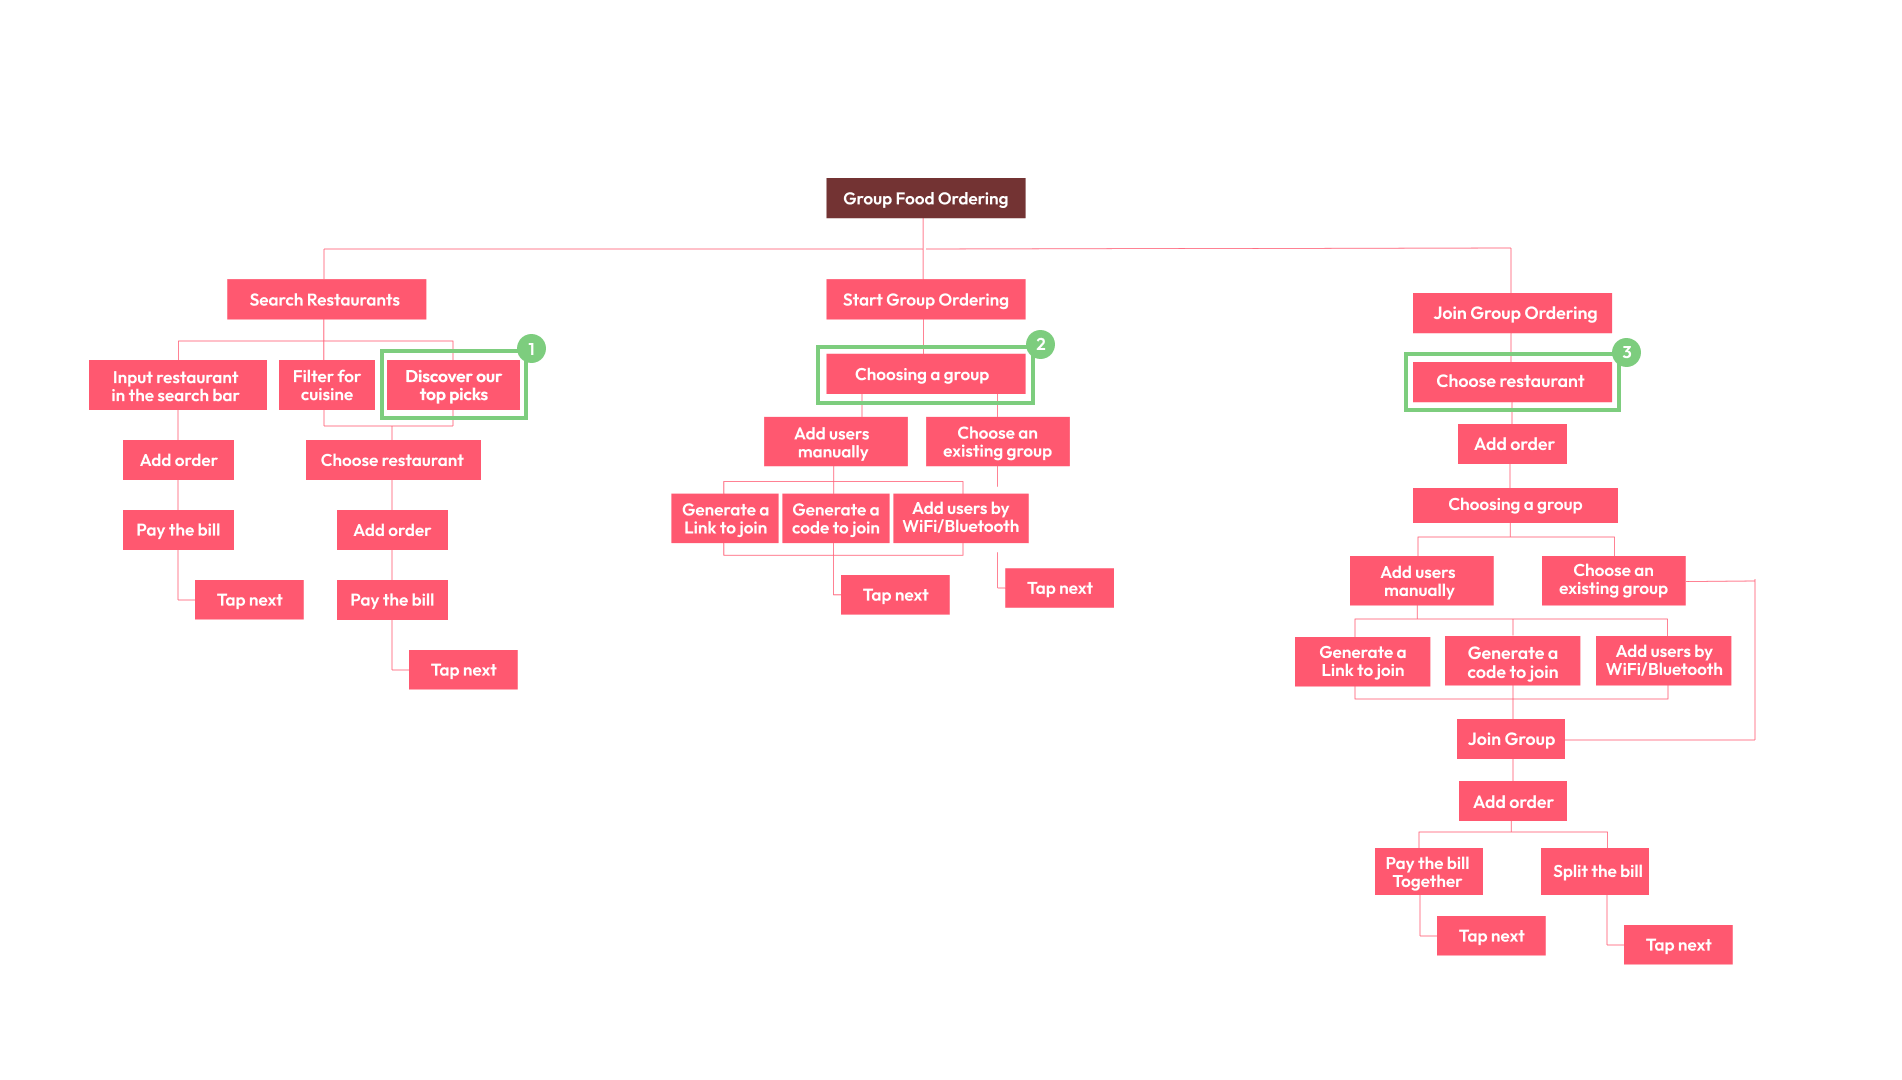 Group Food Ordering
Search Restaurants
Input restaurant
in the search bar
Filter for
cuisine
1
Discover our
top picks
Add order
Pay the bill
Tap next
Choose restaurant
Add order
Pay the bill
Tap next
Start Group Ordering
2
Choosing a group
Add users
manually
Choose an
existing group
Generate a
Link to join
Generate a
code to join
Add users by
WiFi/Bluetooth
Tap next
Tap next
Join Group Ordering
3
Choose restaurant
Add order
Choosing a group
Add users
manually
Choose an
existing group
Generate a
Link to join
Generate a
code to join
Add users by
WiFi/Bluetooth
Join Group
Add order
Pay the bill
Together
Split the bill
Tap next
Tap next